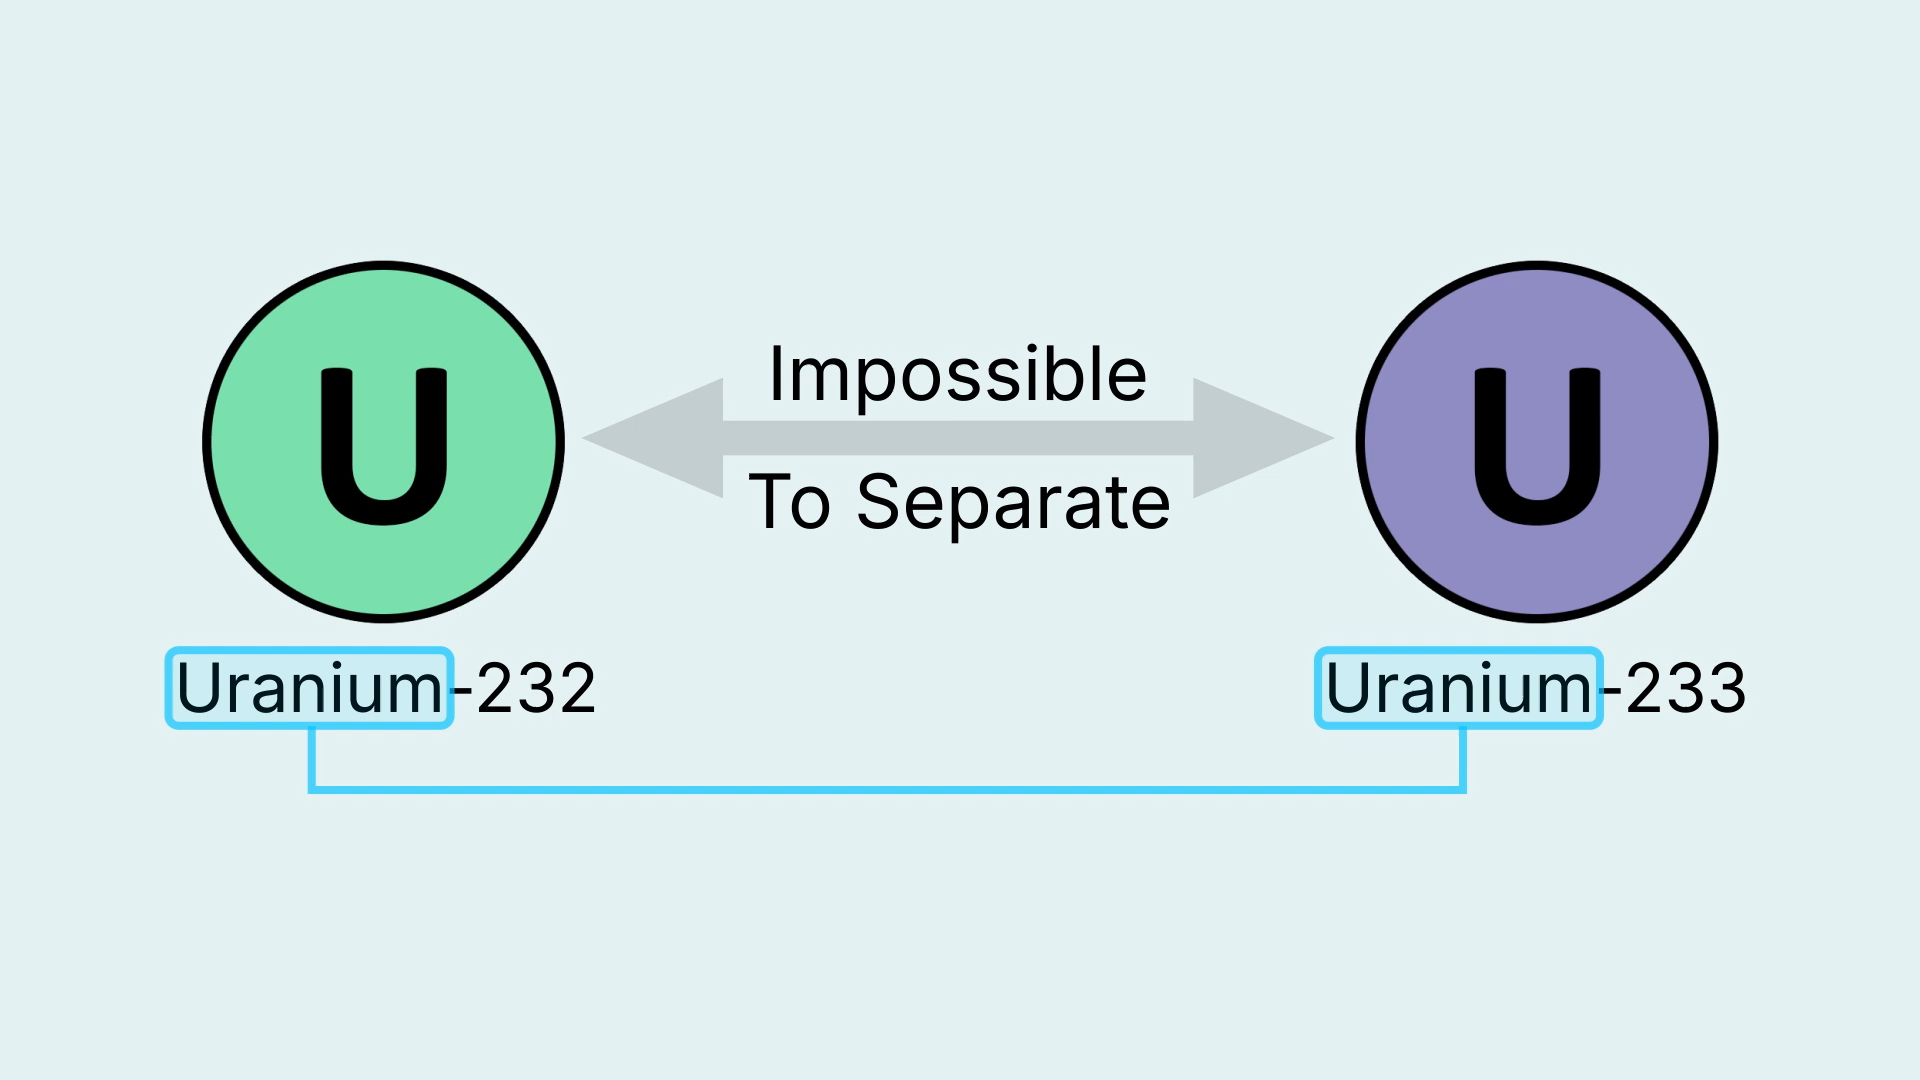 U
Impossible
To Separate
U
Uranium-232
Uranium-233